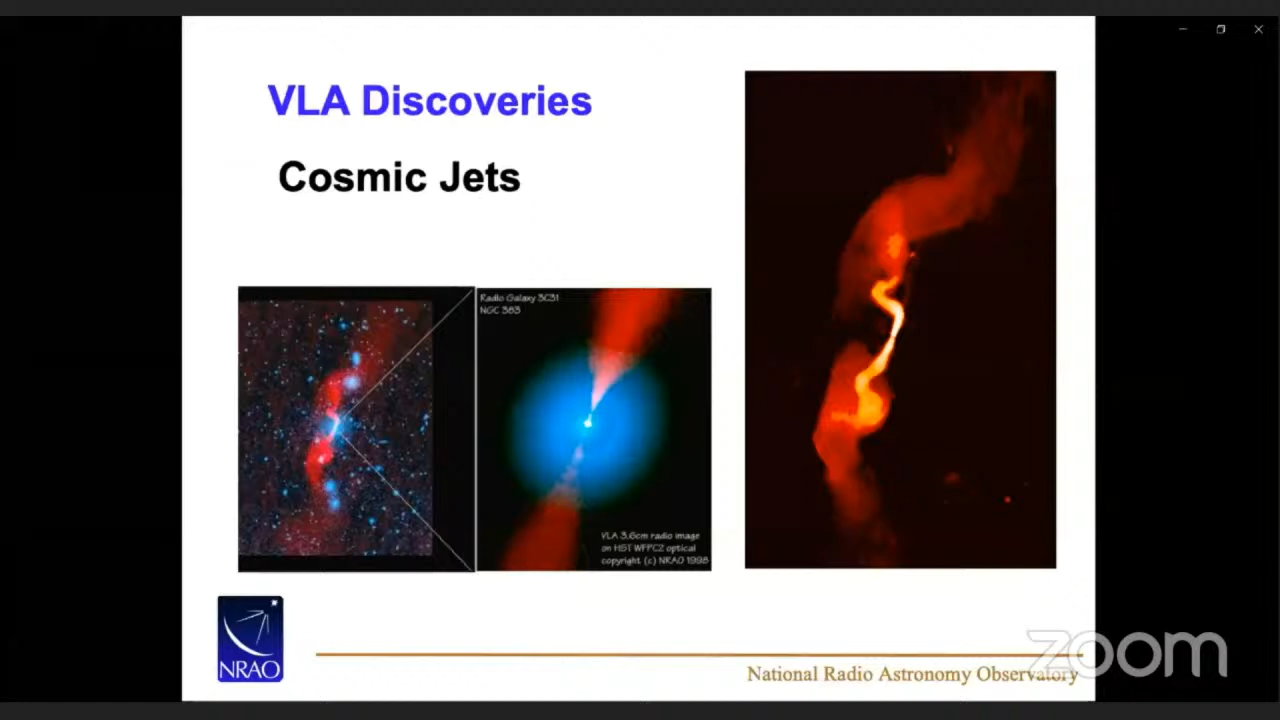 VLA Discoveries
Cosmic Jets
Radio Galaxy 3C31
NGC 383
VLA 3.6cm radio image
on HST WFPC2 optical
copyright (c) NRAO 1998
NRAO
National Radio Astronomy Observatory
zoom